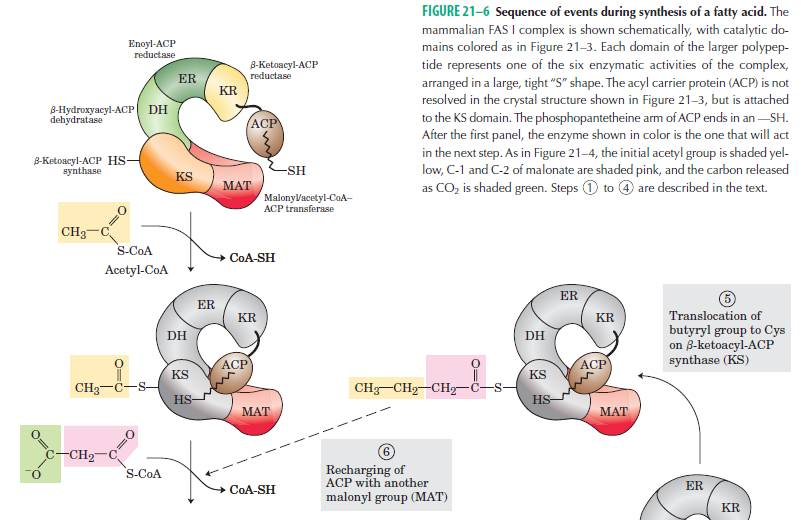 FIGURE 21–6 Sequence of events during synthesis of a fatty acid. The
mammalian FAS I complex is shown schematically, with catalytic do-
mains colored as in Figure 21–3. Each domain of the larger polypep-
tide represents one of the six enzymatic activities of the complex,
arranged in a large, tight “S” shape. The acyl carrier protein (ACP) is not
resolved in the crystal structure shown in Figure 21–3, but is attached
to the KS domain. The phosphopantetheine arm of ACP ends in an —SH.
After the first panel, the enzyme shown in color is the one that will act
in the next step. As in Figure 21–4, the initial acetyl group is shaded yel-
low, C-1 and C-2 of malonate are shaded pink, and the carbon released
as CO₂ is shaded green. Steps ① to ④ are described in the text.
Enoyl-ACP
reductase
β-Ketoacyl-ACP
reductase
ER
KR
β-Hydroxyacyl-ACP
dehydratase
DH
ACP
β-Ketoacyl-ACP
synthase
HS
KS
MAT
SH
Malonyl/acetyl-CoA–
ACP transferase
O
CH₃—C
S-CoA
Acetyl-CoA
CoA-SH
ER
KR
DH
KS
ACP
HS
MAT
O
CH₃—C—S
ER
KR
DH
KS
ACP
HS
MAT
O
CH₃—CH₂—CH₂—C—S
⑤
Translocation of
butyryl group to Cys
on β-ketoacyl-ACP
synthase (KS)
O
O
C—CH₂—C
⁻O
S-CoA
CoA-SH
⑥
Recharging of
ACP with another
malonyl group (MAT)
ER
KR